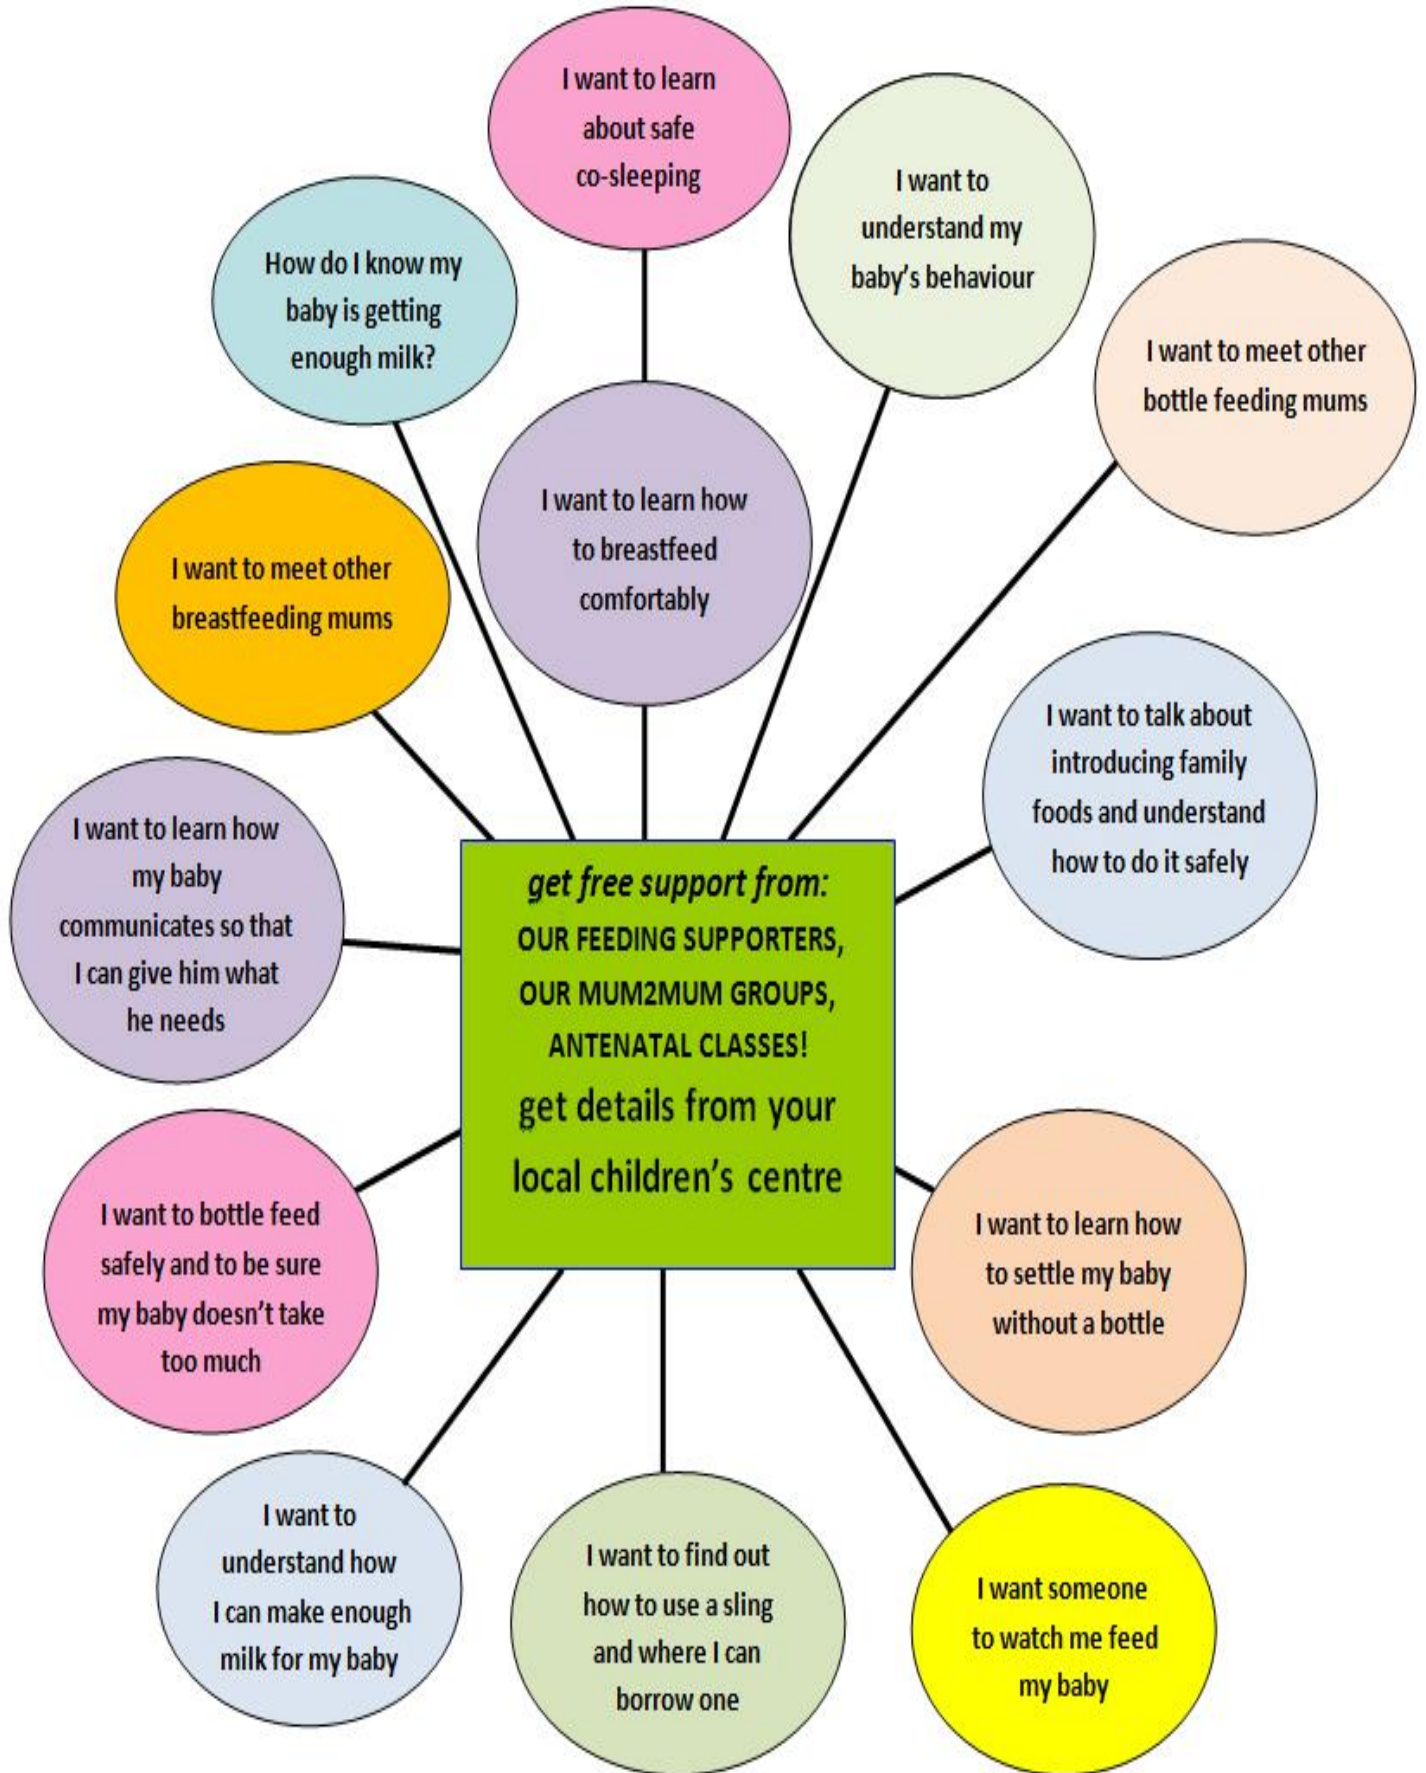 I want to learn
about safe
co-sleeping
I want to
understand my
baby's behaviour
How do I know my
baby is getting
enough milk?
I want to meet other
bottle feeding mums
I want to learn how
to breastfeed
comfortably
I want to meet other
breastfeeding mums
I want to talk about
introducing family
foods and understand
how to do it safely
I want to learn how
my baby
communicates so that
I can give him what
he needs
get free support from:
OUR FEEDING SUPPORTERS,
OUR MUM2MUM GROUPS,
ANTENATAL CLASSES!
get details from your
local children's centre
I want to bottle feed
safely and to be sure
my baby doesn't take
too much
I want to learn how
to settle my baby
without a bottle
I want to
understand how
I can make enough
milk for my baby
I want to find out
how to use a sling
and where I can
borrow one
I want someone
to watch me feed
my baby